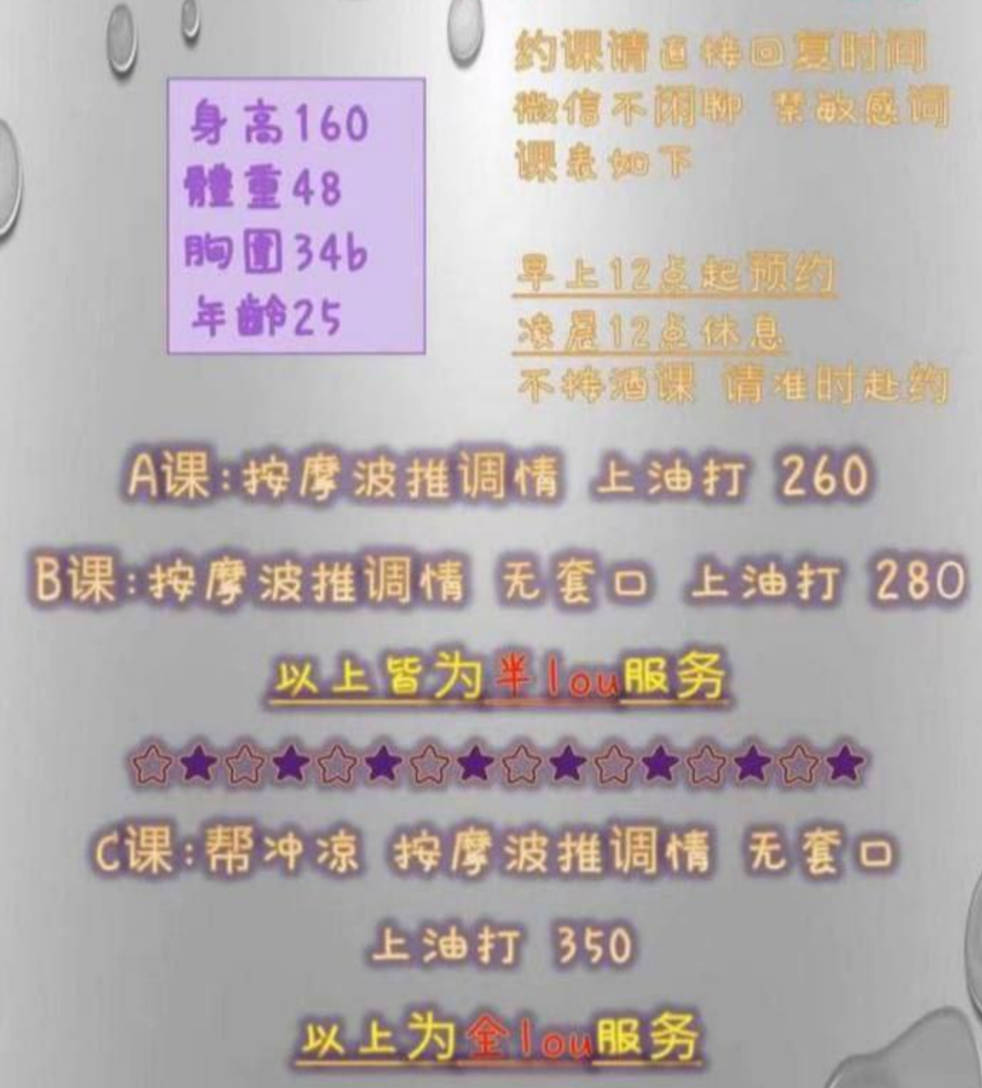 约课请直接回复时间
微信不闲聊 禁敏感词
课表如下
身高160
體重48
胸圍34b
年齡25
早上12点起预约
凌晨12点休息
不接酒课 请准时赴约
A课:按摩波推调情 上油打 260
B课:按摩波推调情 无套口 上油打 280
以上皆为半lou服务
☆★☆★☆★☆★☆★☆★☆★☆★
C课:帮冲凉 按摩波推调情 无套口
上油打 350
以上为全lou服务